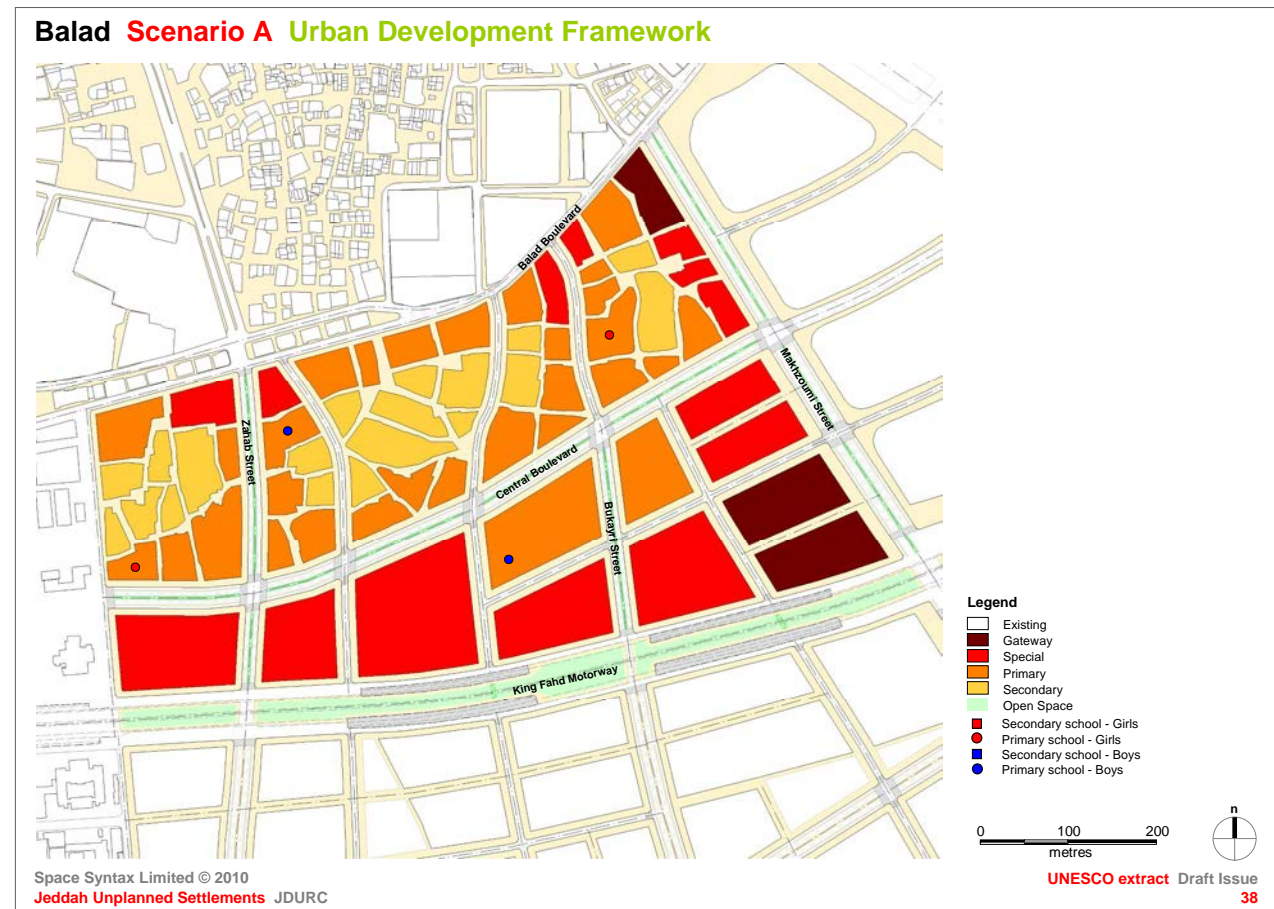 Balad Scenario A Urban Development Framework
Balad Boulevard
Makhzoumi Street
Zahab Street
Central Boulevard
Bukayri Street
King Fahd Motorway
Legend
Existing
Gateway
Special
Primary
Secondary
Open Space
Secondary school - Girls
Primary school - Girls
Secondary school - Boys
Primary school - Boys
n
0 100 200
metres
Space Syntax Limited © 2010
Jeddah Unplanned Settlements JDURC
UNESCO extract Draft Issue
38